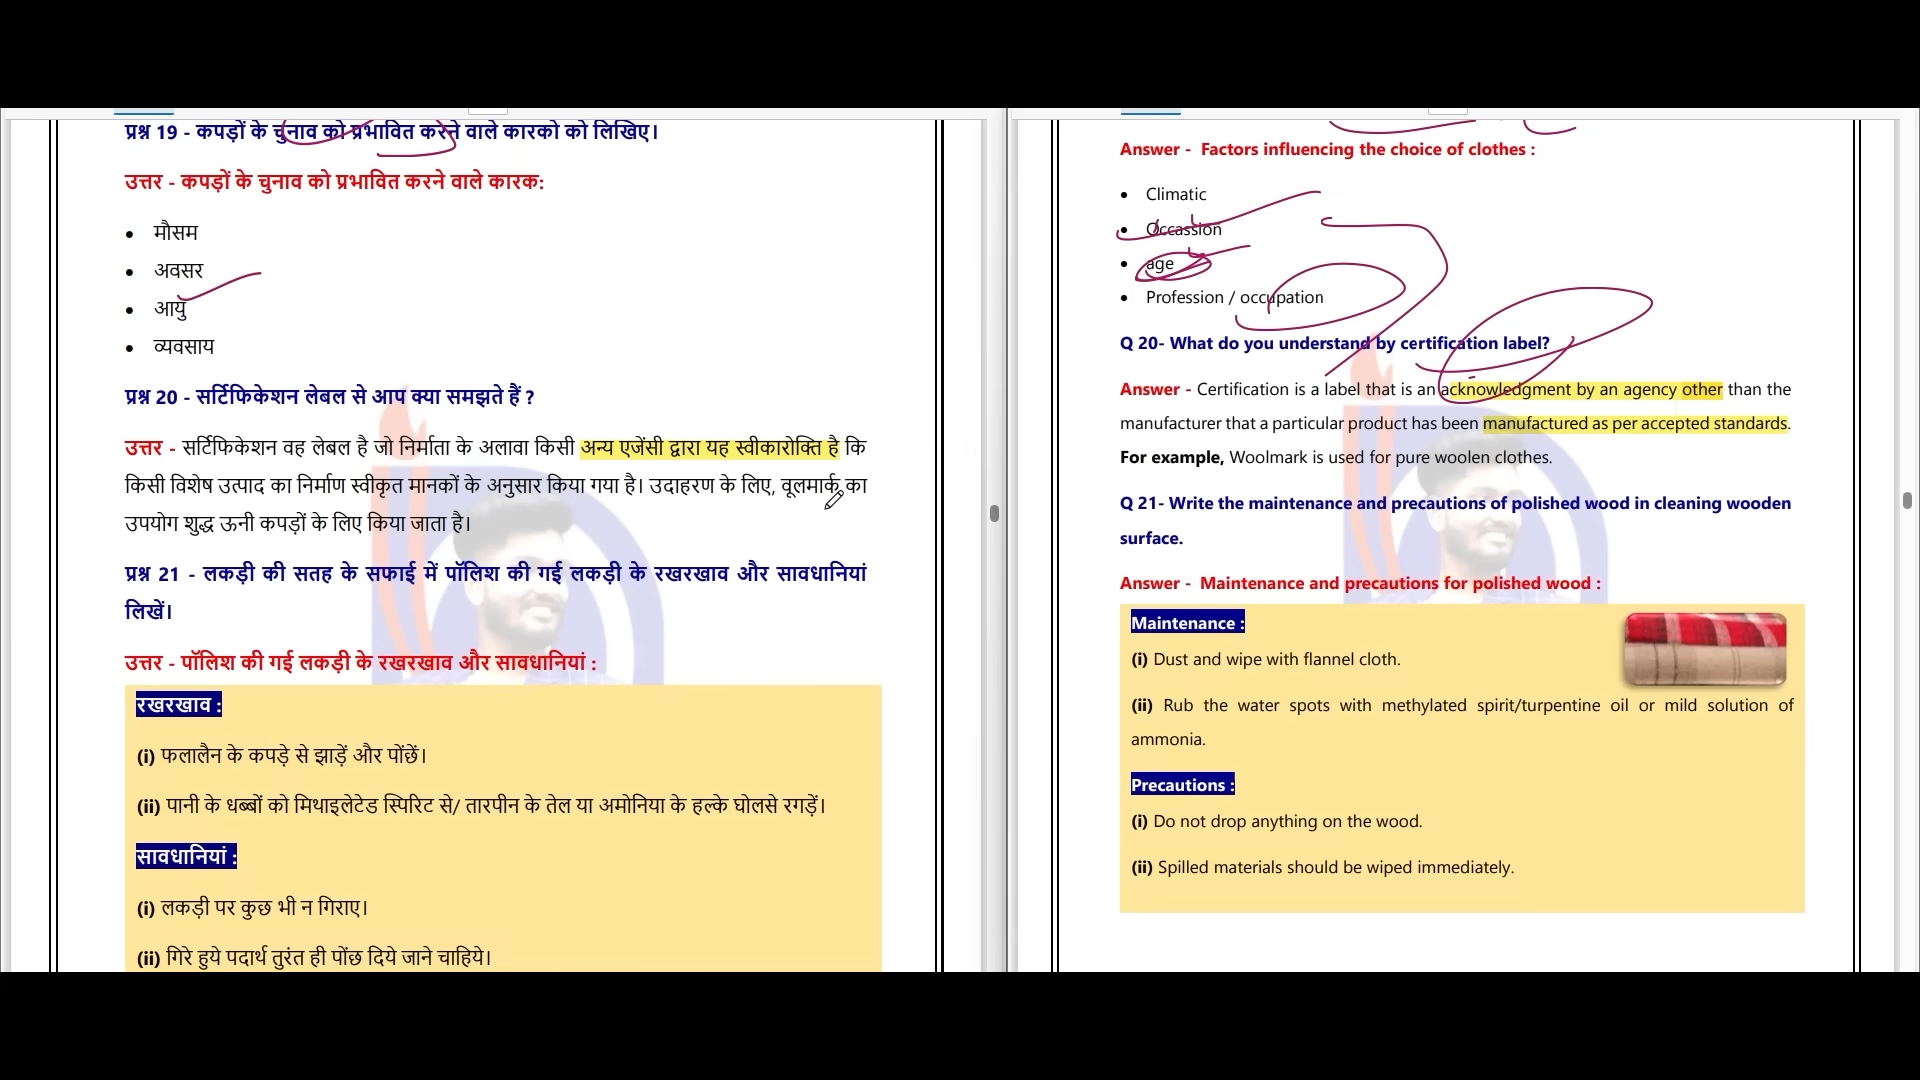 प्रश्न 19 - कपड़ों के चुनाव को प्रभावित करने वाले कारको को लिखिए।
उत्तर - कपड़ों के चुनाव को प्रभावित करने वाले कारक:
• मौसम
• अवसर
• आयु
• व्यवसाय
प्रश्न 20 - सर्टिफिकेशन लेबल से आप क्या समझते हैं ?
उत्तर - सर्टिफिकेशन वह लेबल है जो निर्माता के अलावा किसी अन्य एजेंसी द्वारा यह स्वीकारोक्ति है कि
किसी विशेष उत्पाद का निर्माण स्वीकृत मानकों के अनुसार किया गया है। उदाहरण के लिए, वूलमार्क का
उपयोग शुद्ध ऊनी कपड़ों के लिए किया जाता है।
प्रश्न 21 - लकड़ी की सतह के सफाई में पॉलिश की गई लकड़ी के रखरखाव और सावधानियां
लिखें।
उत्तर - पॉलिश की गई लकड़ी के रखरखाव और सावधानियां :
रखरखाव :
(i) फलालैन के कपड़े से झाड़ें और पोंछें।
(ii) पानी के धब्बों को मिथाइलेटेड स्पिरिट से/ तारपीन के तेल या अमोनिया के हल्के घोलसे रगड़ें।
सावधानियां :
(i) लकड़ी पर कुछ भी न गिराए।
(ii) गिरे हुये पदार्थ तुरंत ही पोंछ दिये जाने चाहिये।
Answer - Factors influencing the choice of clothes :
• Climatic
• Occassion
• age
• Profession / occupation
Q 20- What do you understand by certification label?
Answer - Certification is a label that is an acknowledgment by an agency other than the
manufacturer that a particular product has been manufactured as per accepted standards.
For example, Woolmark is used for pure woolen clothes.
Q 21- Write the maintenance and precautions of polished wood in cleaning wooden
surface.
Answer - Maintenance and precautions for polished wood :
Maintenance :
(i) Dust and wipe with flannel cloth.
(ii) Rub the water spots with methylated spirit/turpentine oil or mild solution of
ammonia.
Precautions :
(i) Do not drop anything on the wood.
(ii) Spilled materials should be wiped immediately.